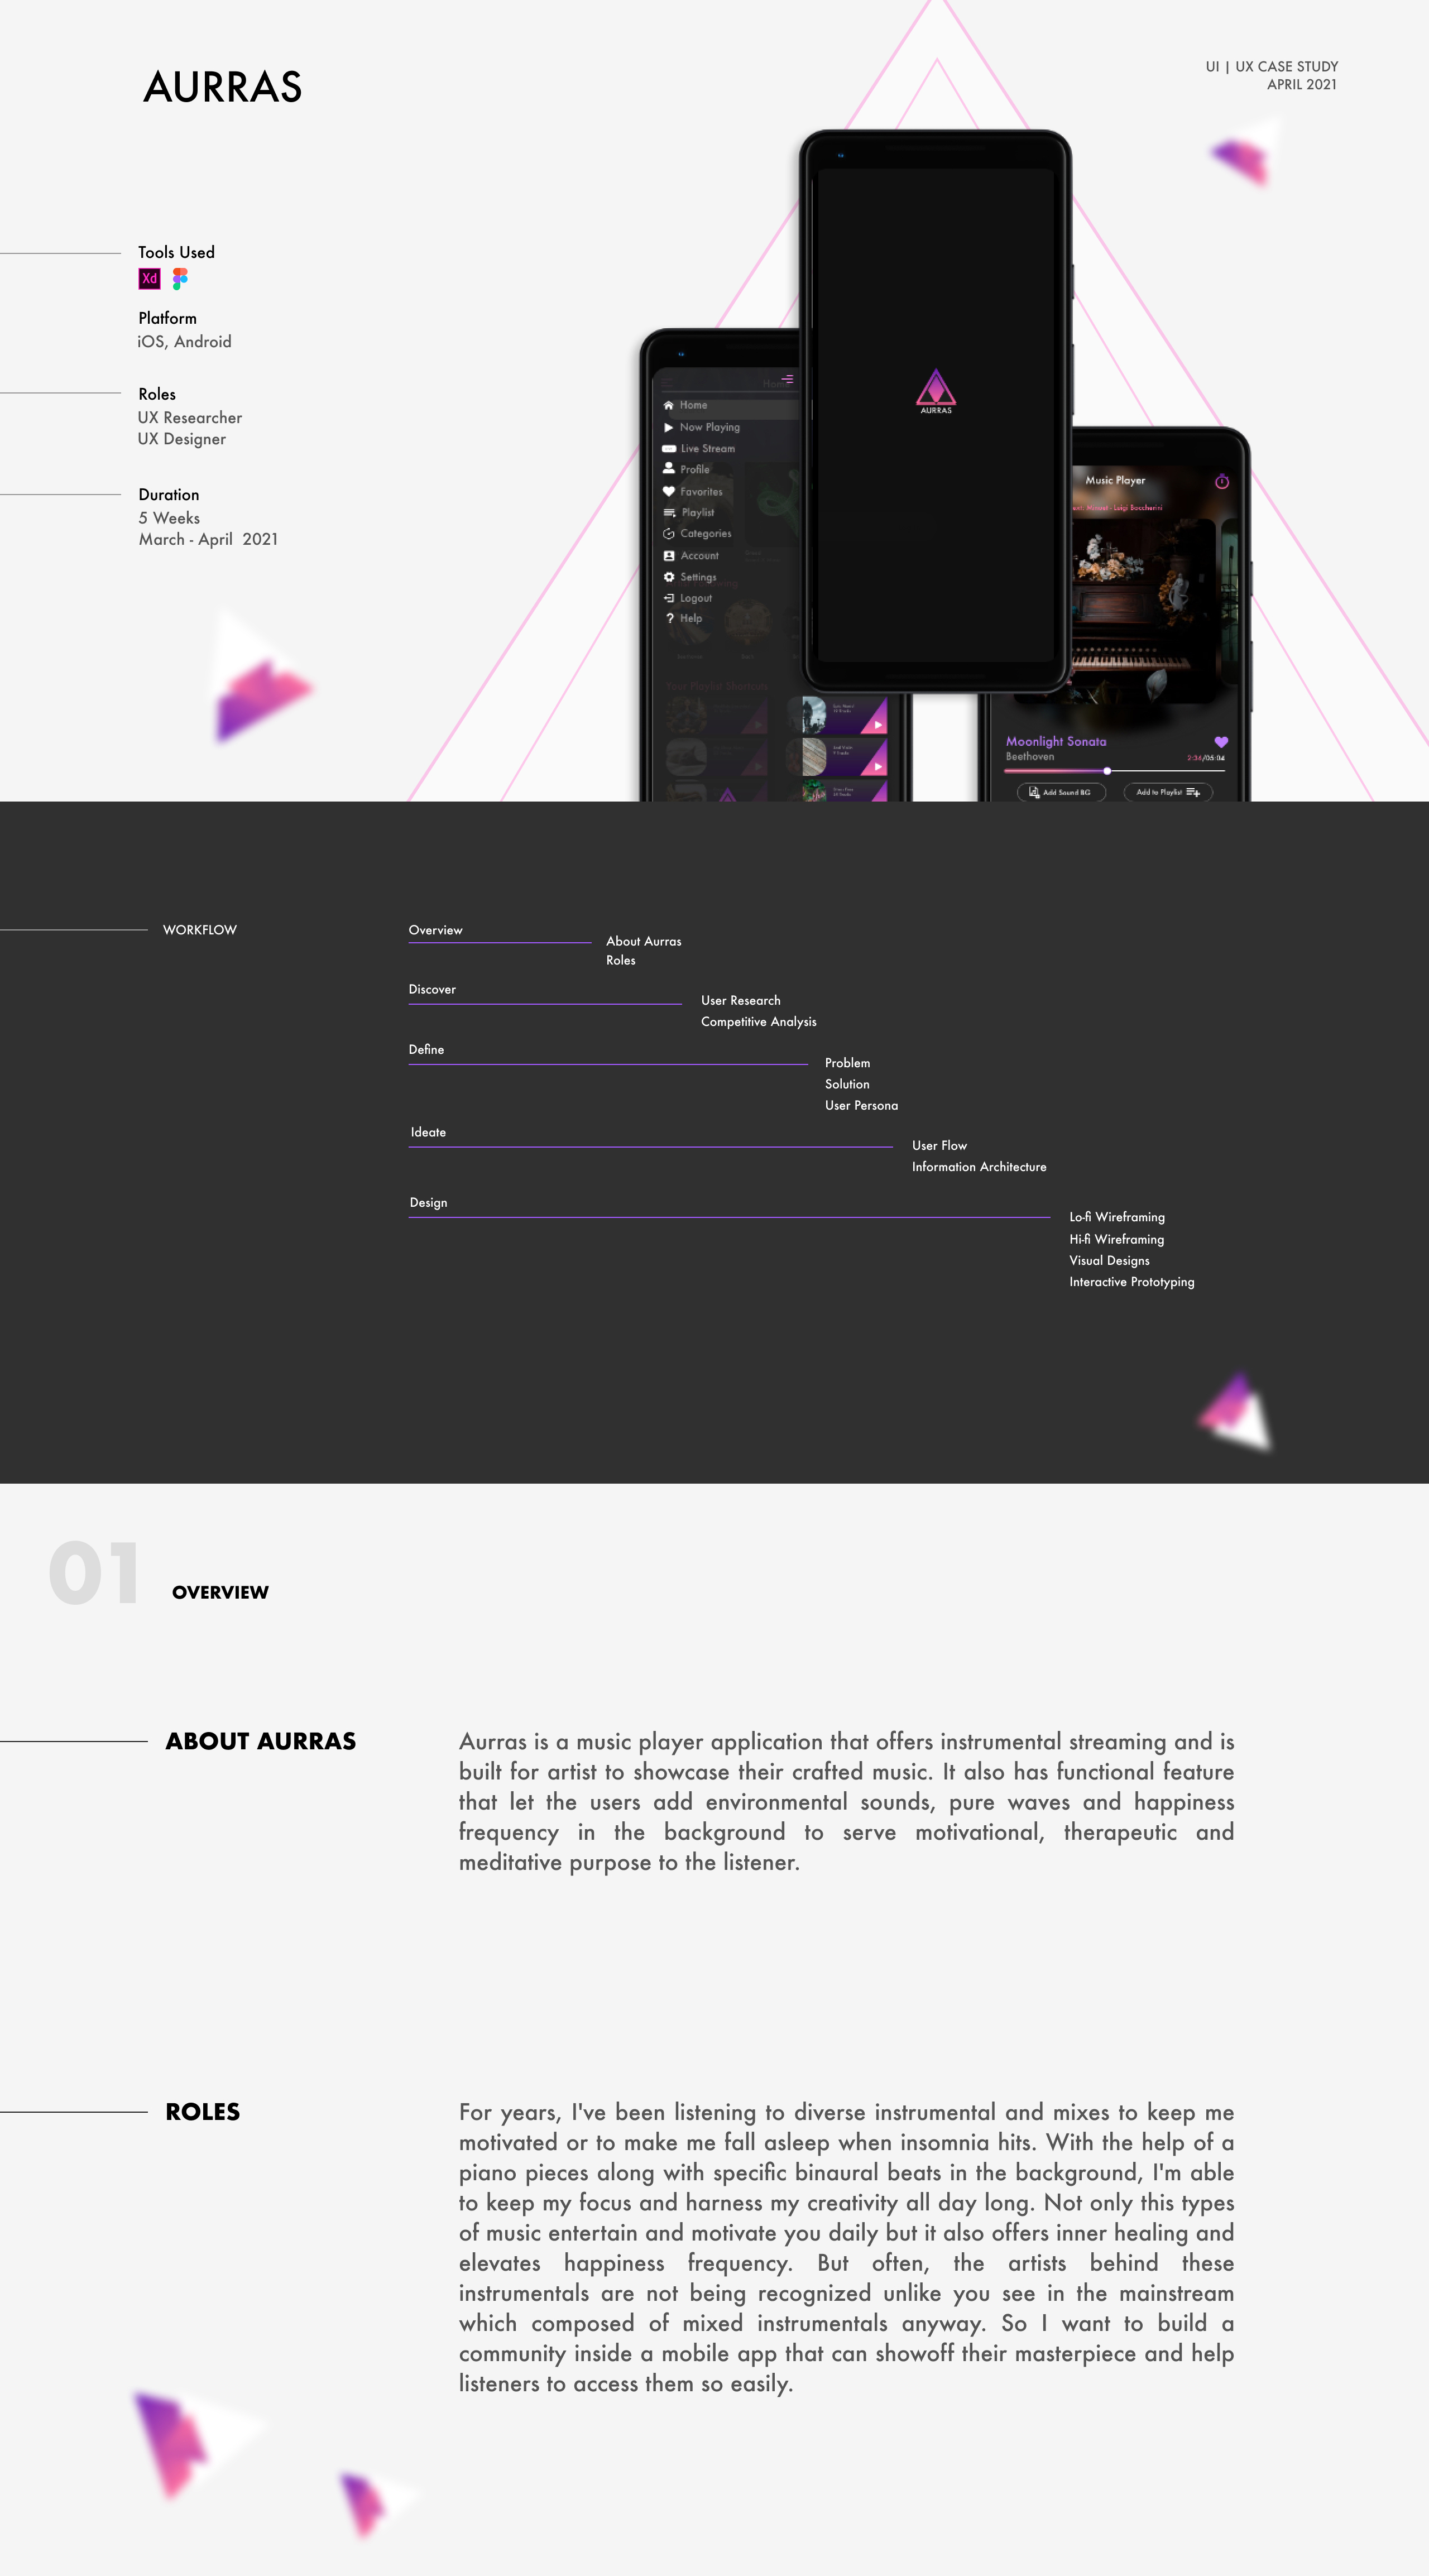 AURRAS
UI | UX CASE STUDY
APRIL 2021
Tools Used
Xd
Platform
iOS, Android
Roles
UX Researcher
UX Designer
Duration
5 Weeks
March - April 2021
Home
Home
Now Playing
Live Stream
Profile
Favorites
Playlist
Categories
Account
Settings
Logout
Help
Your Playlist Shortcuts
AURRAS
Music Player
Minuet - Luigi Boccherini
Moonlight Sonata
Beethoven
2:36/05:04
Add Sound BG
Add to Playlist
WORKFLOW
Overview
About Aurras
Roles
Discover
User Research
Competitive Analysis
Define
Problem
Solution
User Persona
Ideate
User Flow
Information Architecture
Design
Lo-fi Wireframing
Hi-fi Wireframing
Visual Designs
Interactive Prototyping
01
OVERVIEW
ABOUT AURRAS
Aurras is a music player application that offers instrumental streaming and is
built for artist to showcase their crafted music. It also has functional feature
that let the users add environmental sounds, pure waves and happiness
frequency in the background to serve motivational, therapeutic and
meditative purpose to the listener.
ROLES
For years, I've been listening to diverse instrumental and mixes to keep me
motivated or to make me fall asleep when insomnia hits. With the help of a
piano pieces along with specific binaural beats in the background, I'm able
to keep my focus and harness my creativity all day long. Not only this types
of music entertain and motivate you daily but it also offers inner healing and
elevates happiness frequency. But often, the artists behind these
instrumentals are not being recognized unlike you see in the mainstream
which composed of mixed instrumentals anyway. So I want to build a
community inside a mobile app that can showoff their masterpiece and help
listeners to access them so easily.